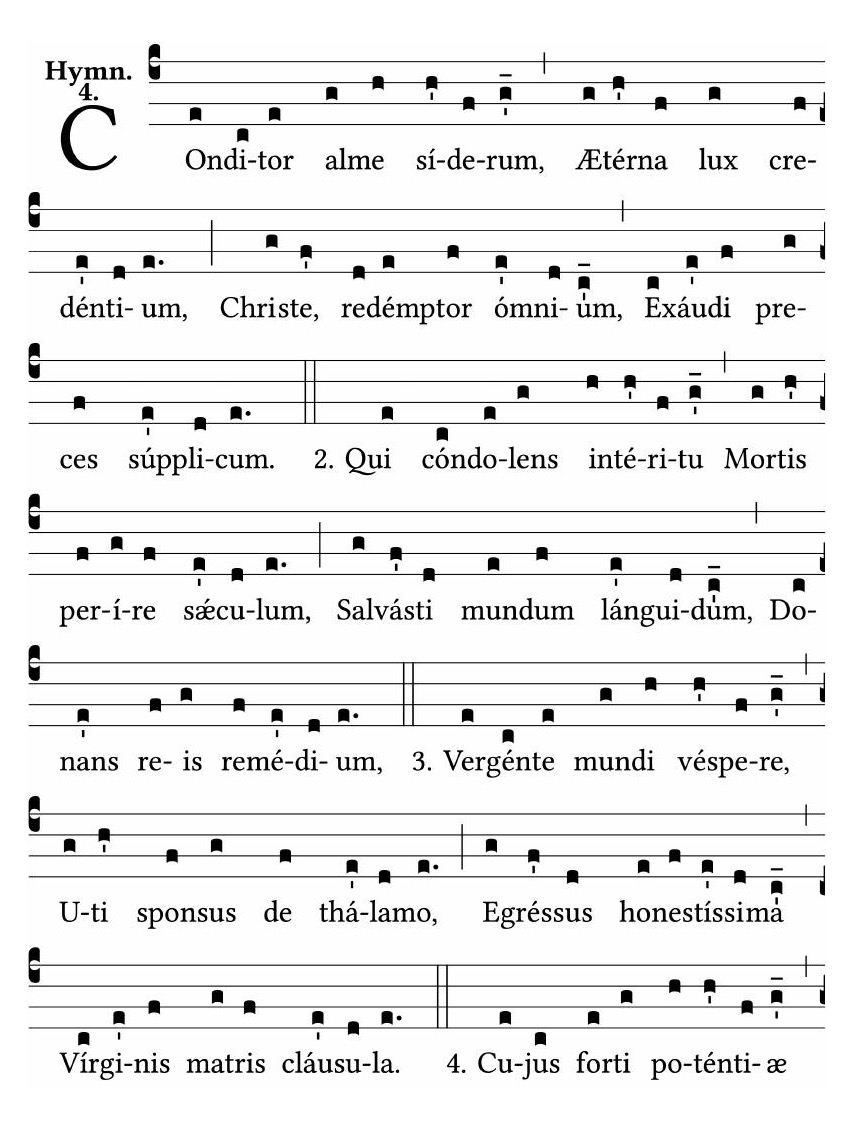 Hymn.
4.
COndi-tor alme sí-de-rum, Ætérna lux cre-
dénti-um, Christe, redémptor ómni-um, Exáudi pre-
ces súppli-cum. 2. Qui cóndo-lens inté-ri-tu Mortis
per-í-re sǽcu-lum, Salvásti mundum lángui-dum, Do-
nans re-is remé-di-um, 3. Vergénte mundi véspe-re,
U-ti sponsus de thá-lamo, Egréssus honestíssima
Vírgi-nis matris cláusu-la. 4. Cu-jus forti po-ténti-æ